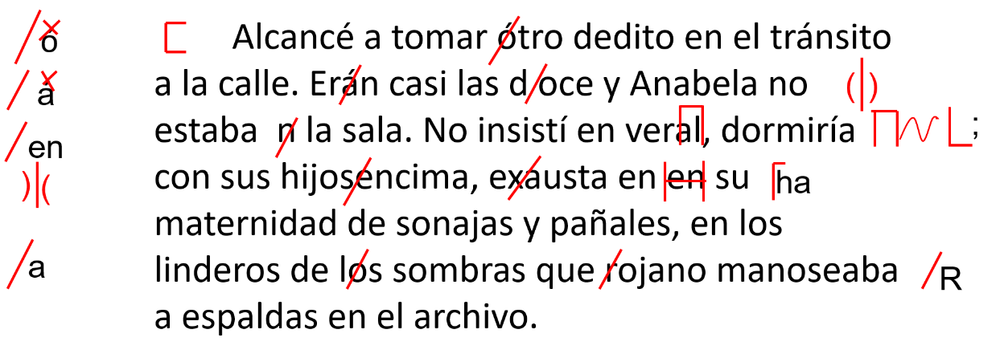 ó Alcancé a tomar ótro dedito en el tránsito
á a la calle. Erán casi las d oce y Anabela no
en estaba n la sala. No insistí en veral, dormiría ;
con sus hijosencima, exausta en en su ha
maternidad de sonajas y pañales, en los
a linderos de los sombras que rojano manoseaba R
a espaldas en el archivo.